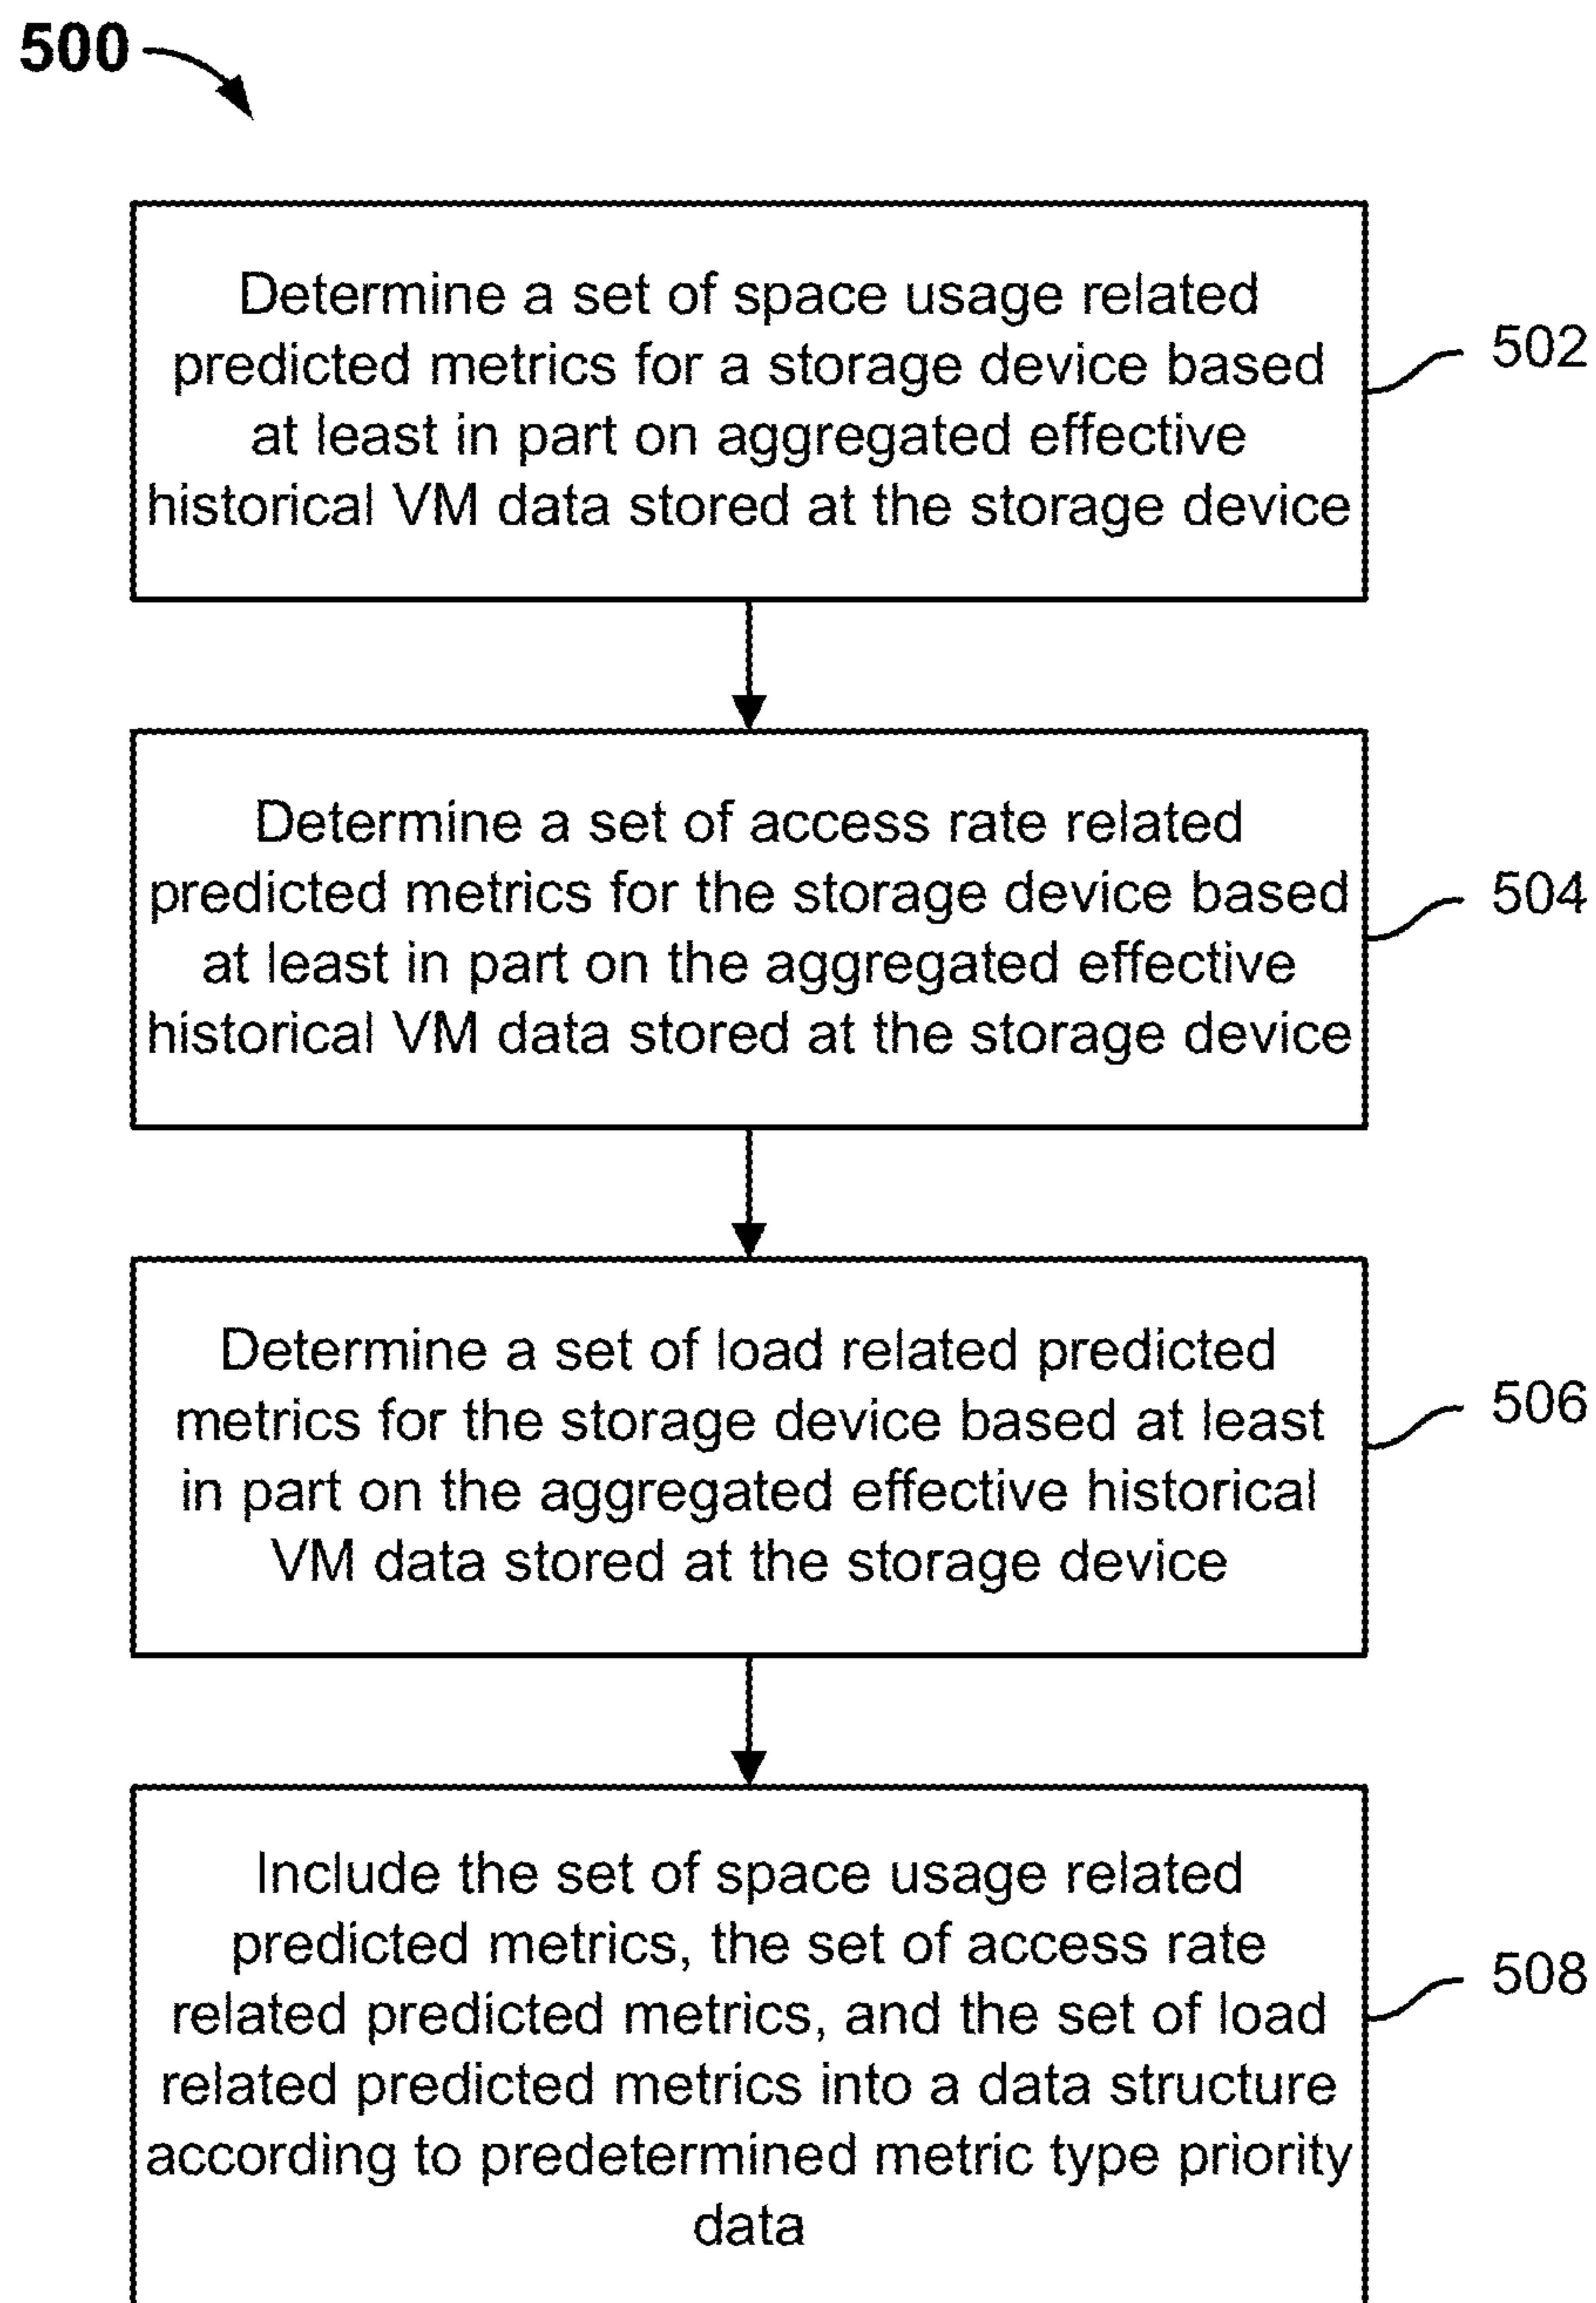 500
Determine a set of space usage related
predicted metrics for a storage device based
at least in part on aggregated effective
historical VM data stored at the storage device
502
Determine a set of access rate related
predicted metrics for the storage device based
at least in part on the aggregated effective
historical VM data stored at the storage device
504
Determine a set of load related predicted
metrics for the storage device based at least
in part on the aggregated effective historical
VM data stored at the storage device
506
Include the set of space usage related
predicted metrics, the set of access rate
related predicted metrics, and the set of load
related predicted metrics into a data structure
according to predetermined metric type priority
data
508